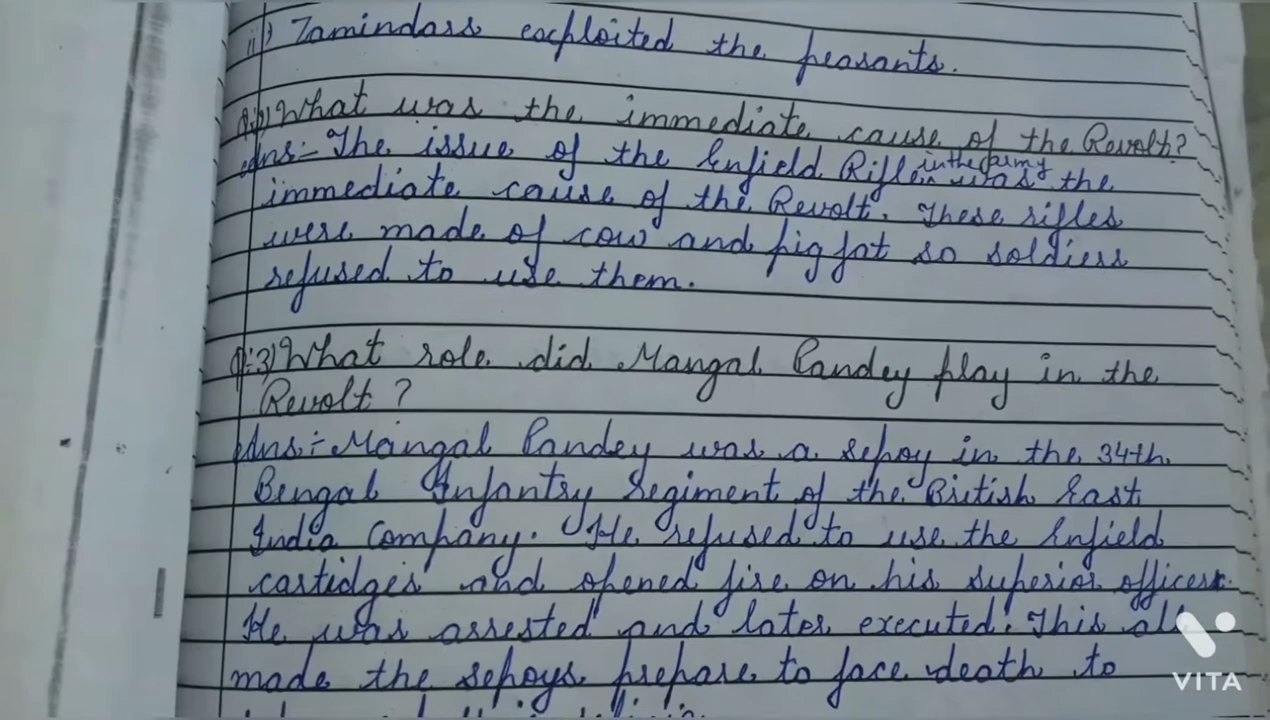 ii) Zamindars exploited the peasants.
Q:2) What was the immediate cause of the Revolt?
Ans:- The issue of the Enfield Rifles in the army was the
immediate cause of the Revolt. These rifles
were made of cow and pig fat so soldiers
refused to use them.
Q:3) What role did Mangal Pandey play in the
Revolt?
Ans:- Mangal Pandey was a sepoy in the 34th
Bengal Infantry regiment of the British East
India Company. He refused to use the Enfield
castidges and opened fire on his superior officers.
He was arrested and later executed. This all
made the sepoys prepare to face death to
VITA